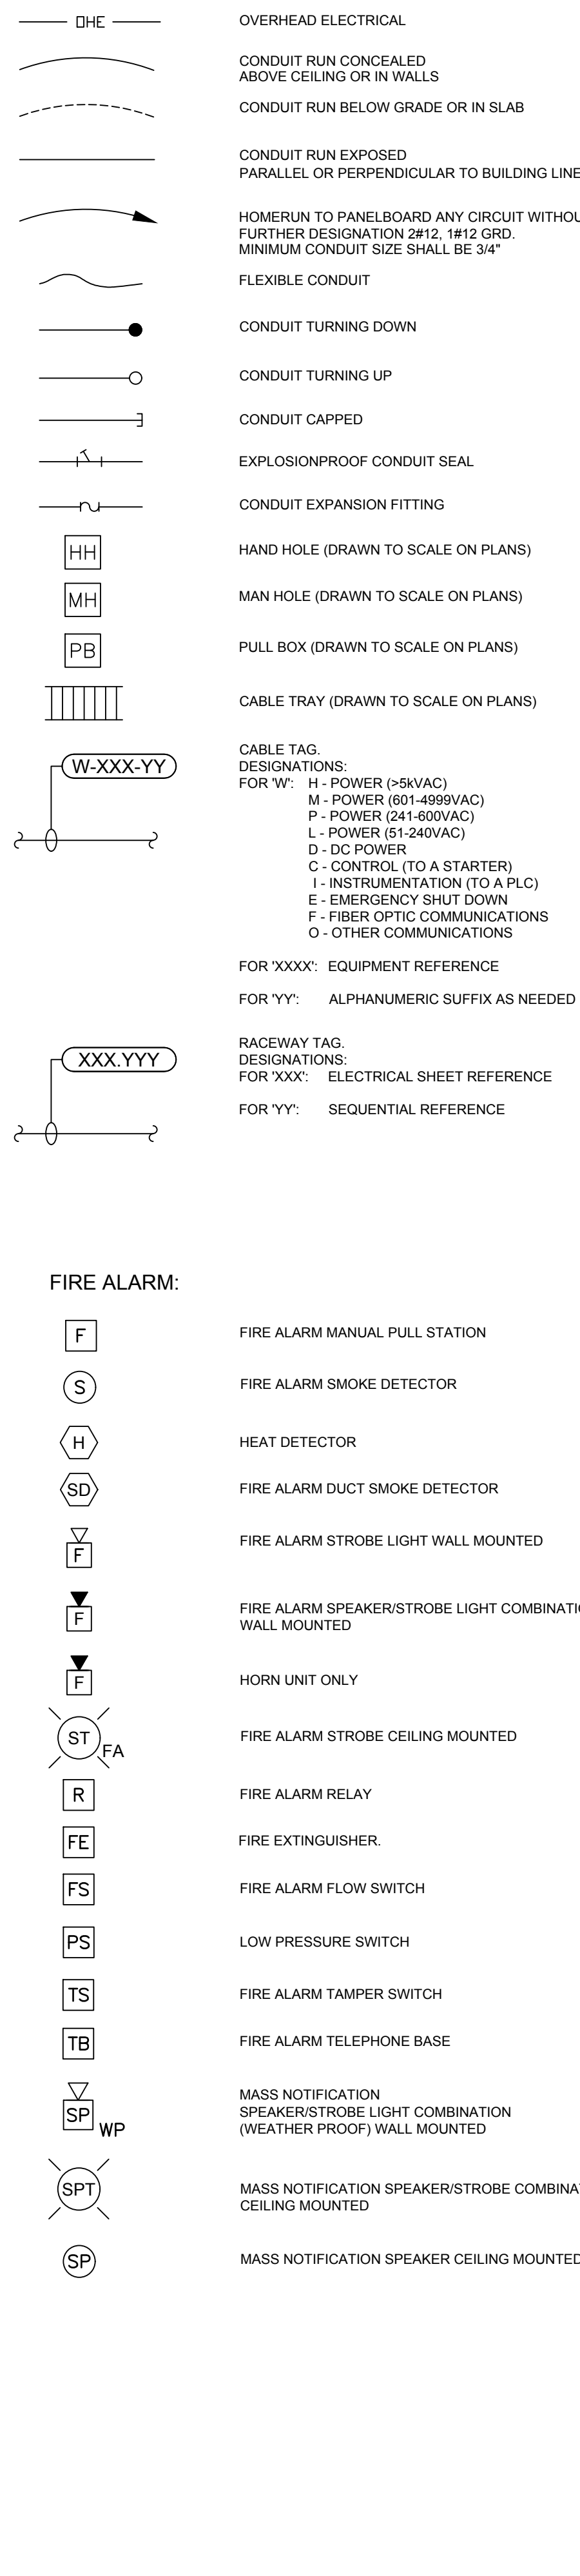 OHE OVERHEAD ELECTRICAL
CONDUIT RUN CONCEALED
ABOVE CEILING OR IN WALLS
CONDUIT RUN BELOW GRADE OR IN SLAB
CONDUIT RUN EXPOSED
PARALLEL OR PERPENDICULAR TO BUILDING LINE
HOMERUN TO PANELBOARD ANY CIRCUIT WITHOU
FURTHER DESIGNATION 2#12, 1#12 GRD.
MINIMUM CONDUIT SIZE SHALL BE 3/4"
FLEXIBLE CONDUIT
CONDUIT TURNING DOWN
CONDUIT TURNING UP
CONDUIT CAPPED
EXPLOSIONPROOF CONDUIT SEAL
CONDUIT EXPANSION FITTING
HH HAND HOLE (DRAWN TO SCALE ON PLANS)
MH MAN HOLE (DRAWN TO SCALE ON PLANS)
PB PULL BOX (DRAWN TO SCALE ON PLANS)
CABLE TRAY (DRAWN TO SCALE ON PLANS)
W-XXX-YY
CABLE TAG.
DESIGNATIONS:
FOR 'W': H - POWER (>5kVAC)
M - POWER (601-4999VAC)
P - POWER (241-600VAC)
L - POWER (51-240VAC)
D - DC POWER
C - CONTROL (TO A STARTER)
I - INSTRUMENTATION (TO A PLC)
E - EMERGENCY SHUT DOWN
F - FIBER OPTIC COMMUNICATIONS
O - OTHER COMMUNICATIONS
FOR 'XXXX': EQUIPMENT REFERENCE
FOR 'YY': ALPHANUMERIC SUFFIX AS NEEDED
XXX.YYY
RACEWAY TAG.
DESIGNATIONS:
FOR 'XXX': ELECTRICAL SHEET REFERENCE
FOR 'YY': SEQUENTIAL REFERENCE
FIRE ALARM:
F FIRE ALARM MANUAL PULL STATION
S FIRE ALARM SMOKE DETECTOR
H HEAT DETECTOR
SD FIRE ALARM DUCT SMOKE DETECTOR
F FIRE ALARM STROBE LIGHT WALL MOUNTED
F FIRE ALARM SPEAKER/STROBE LIGHT COMBINATIO
WALL MOUNTED
F HORN UNIT ONLY
ST FA FIRE ALARM STROBE CEILING MOUNTED
R FIRE ALARM RELAY
FE FIRE EXTINGUISHER.
FS FIRE ALARM FLOW SWITCH
PS LOW PRESSURE SWITCH
TS FIRE ALARM TAMPER SWITCH
TB FIRE ALARM TELEPHONE BASE
SP WP
MASS NOTIFICATION
SPEAKER/STROBE LIGHT COMBINATION
(WEATHER PROOF) WALL MOUNTED
SPT MASS NOTIFICATION SPEAKER/STROBE COMBINA
CEILING MOUNTED
SP MASS NOTIFICATION SPEAKER CEILING MOUNTED